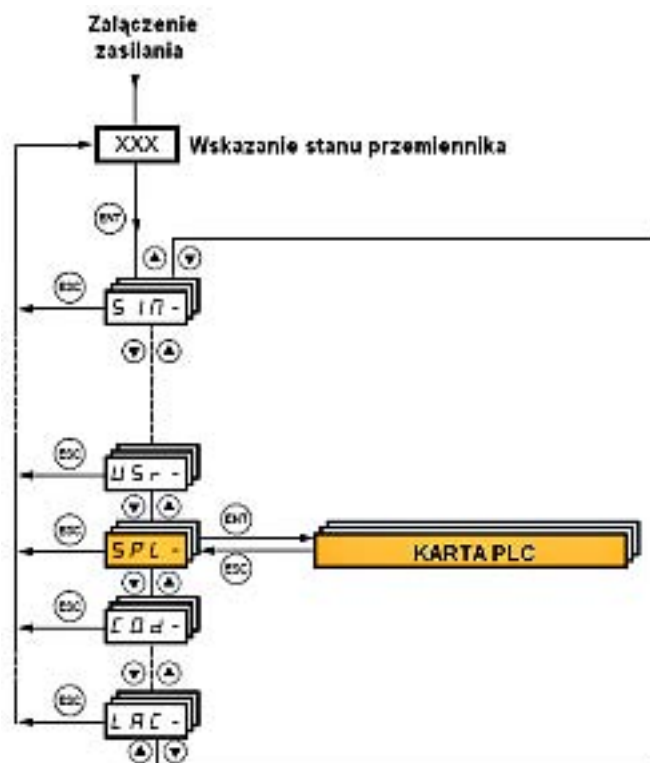 Załączenie
zasilania
XXX Wskazanie stanu przemiennika
ENT
ESC
SIM-
ESC
USr-
ESC
SPL-
ENT
ESC
KARTA PLC
ESC
COd-
ESC
LAC-